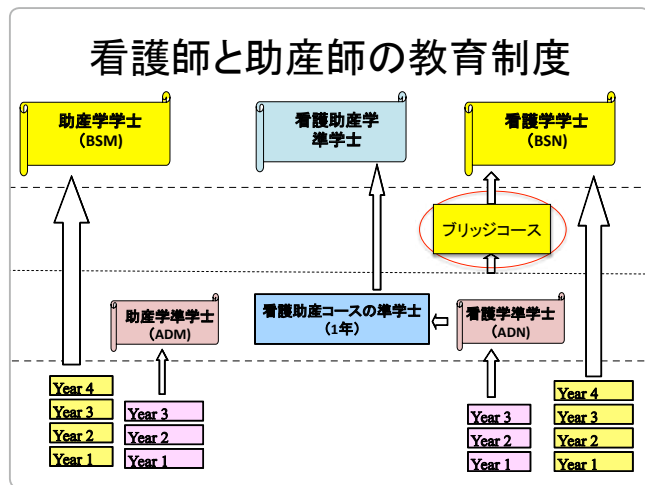 看護師と助産師の教育制度
助産学学士
（BSM)
看護助産学
準学士
看護学学士
（BSN)
ブリッジコース
助産学準学士
（ADM)
看護助産コースの準学士
（1年）
看護学準学士
（ADN)
Year 4
Year 3
Year 2
Year 1
Year 3
Year 2
Year 1
Year 3
Year 2
Year 1
Year 4
Year 3
Year 2
Year 1